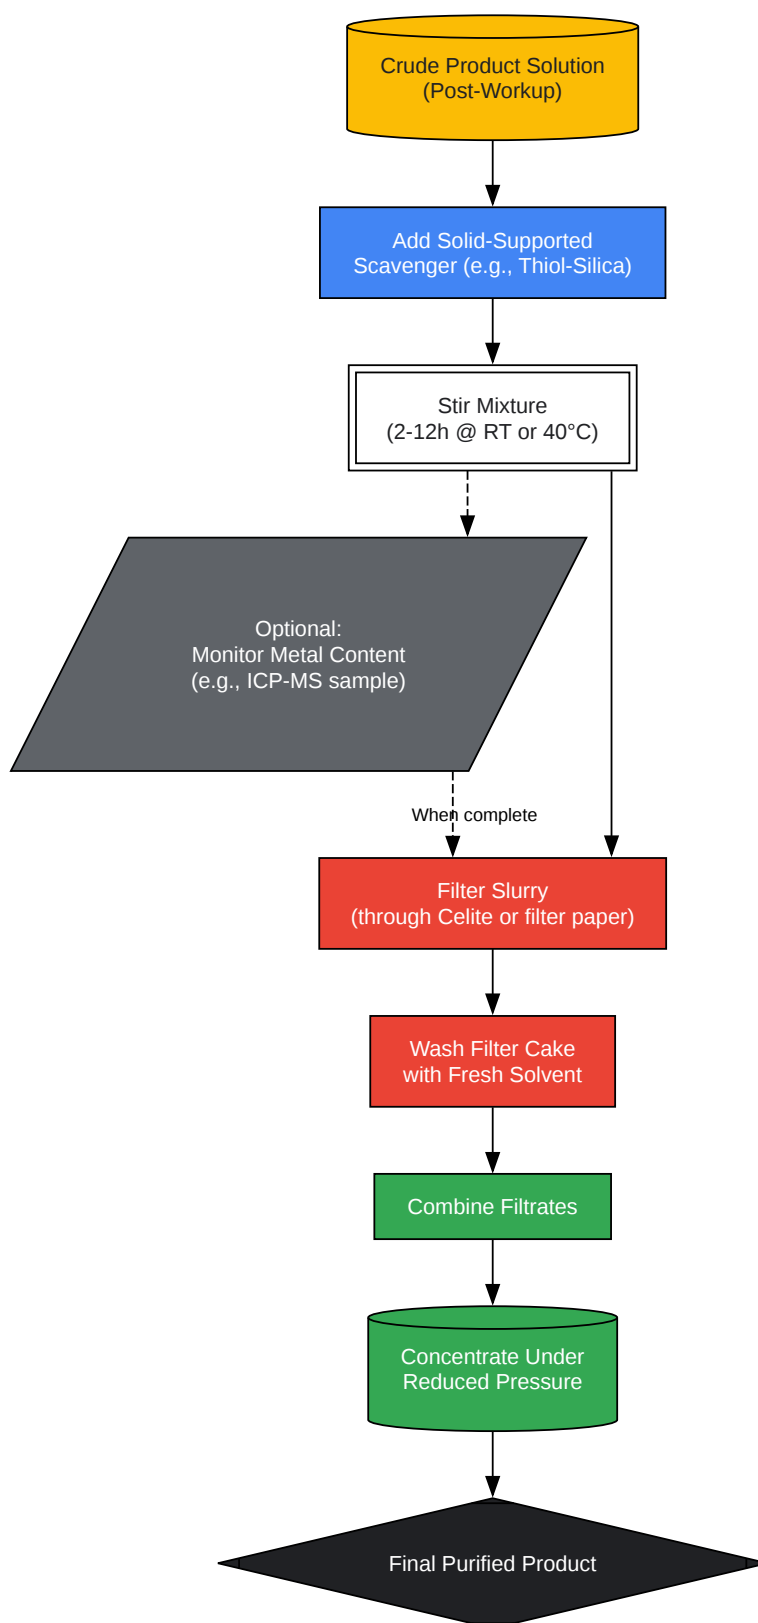 Crude Product Solution
(Post-Workup)
Add Solid-Supported
Scavenger (e.g., Thiol-Silica)
Stir Mixture
(2-12h @ RT or 40°C)
Optional:
Monitor Metal Content
(e.g., ICP-MS sample)
When complete
Filter Slurry
(through Celite or filter paper)
Wash Filter Cake
with Fresh Solvent
Combine Filtrates
Concentrate Under
Reduced Pressure
Final Purified Product